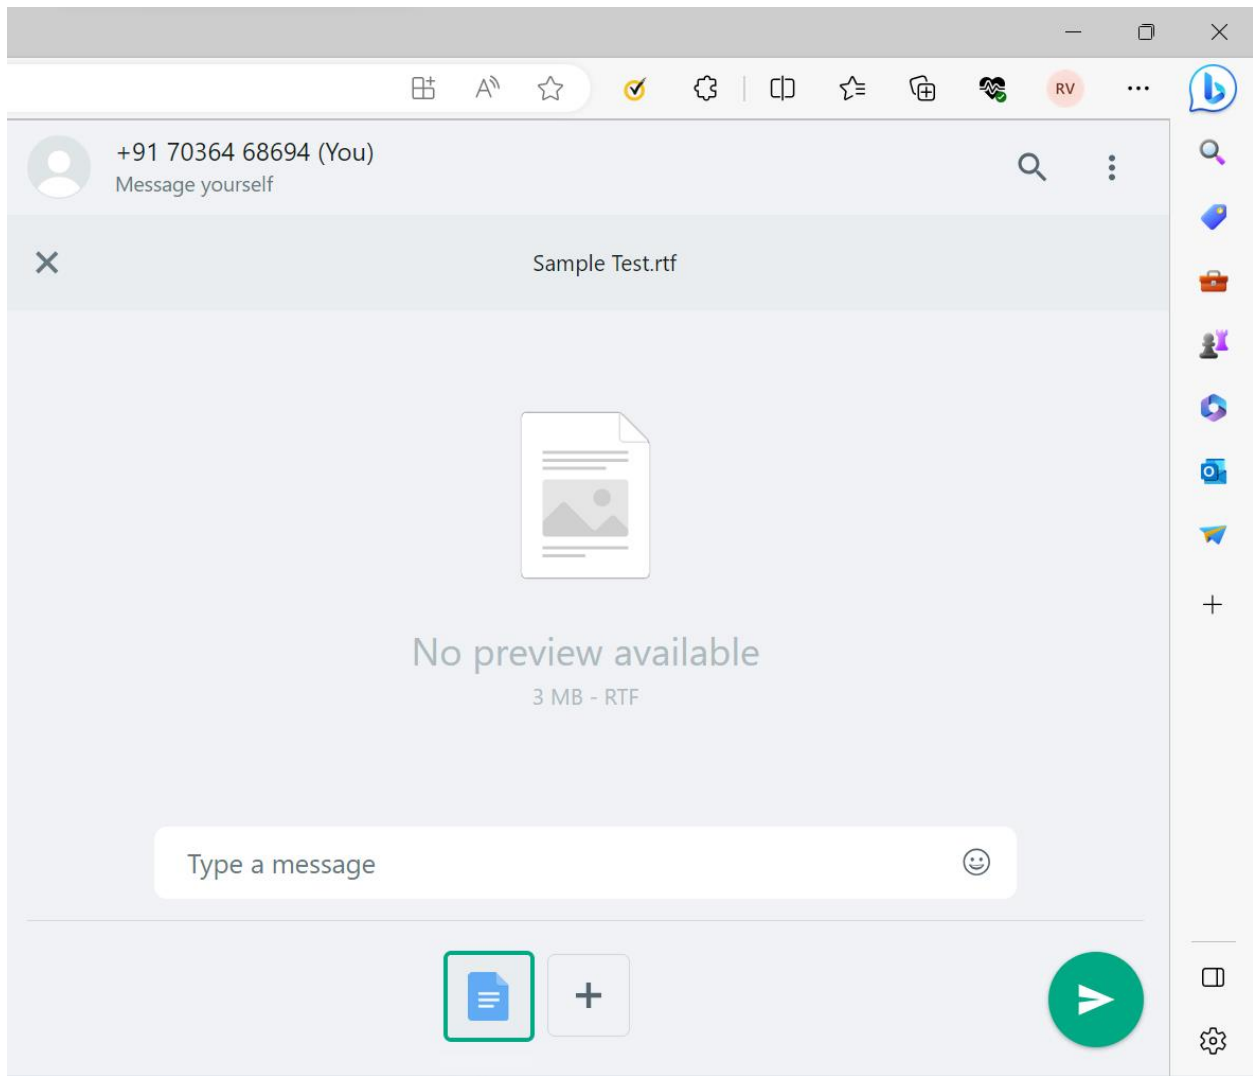 RV
+91 70364 68694 (You)
Message yourself
Sample Test.rtf
No preview available
3 MB - RTF
Type a message